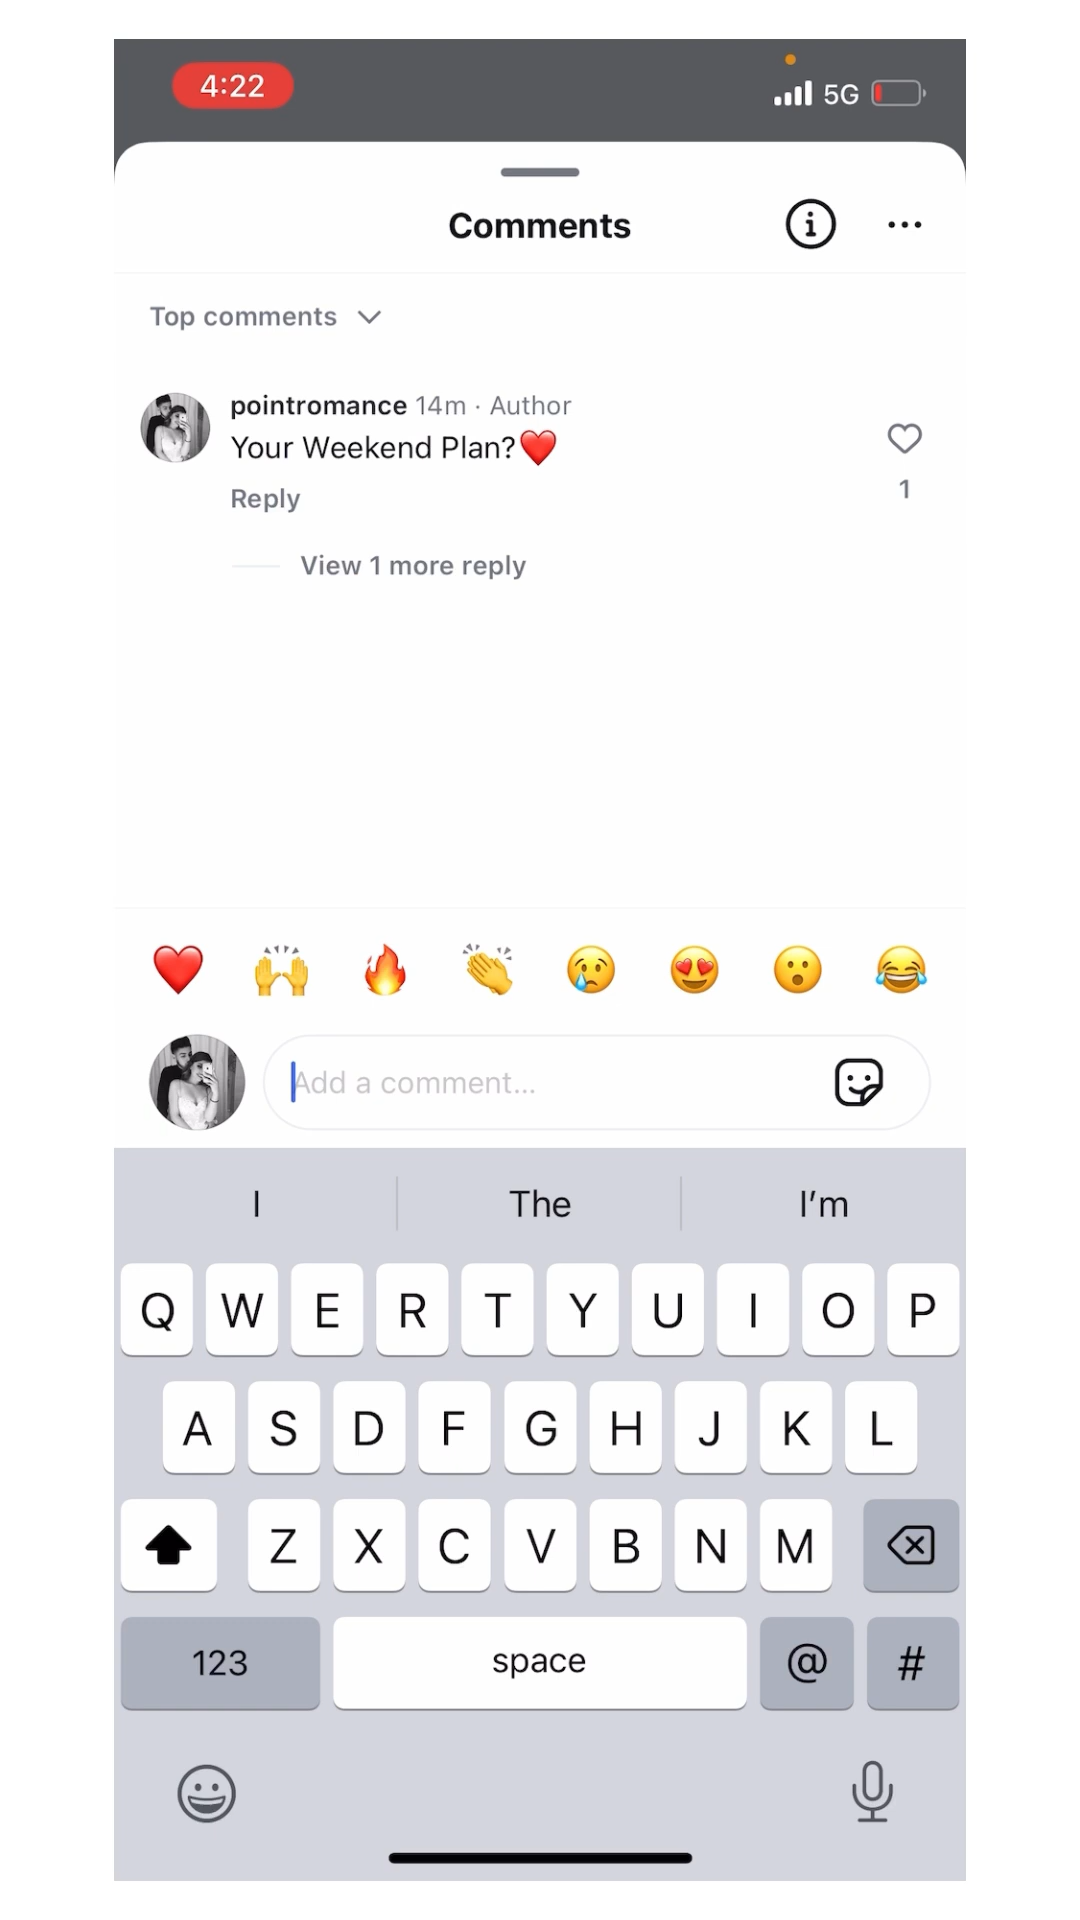 4:22
5G
Comments
Top comments
pointromance 14m · Author
Your Weekend Plan?❤️
1
Reply
View 1 more reply
Add a comment...
I The I’m
Q W E R T Y U I O P
A S D F G H J K L
Z X C V B N M
123 space @ #